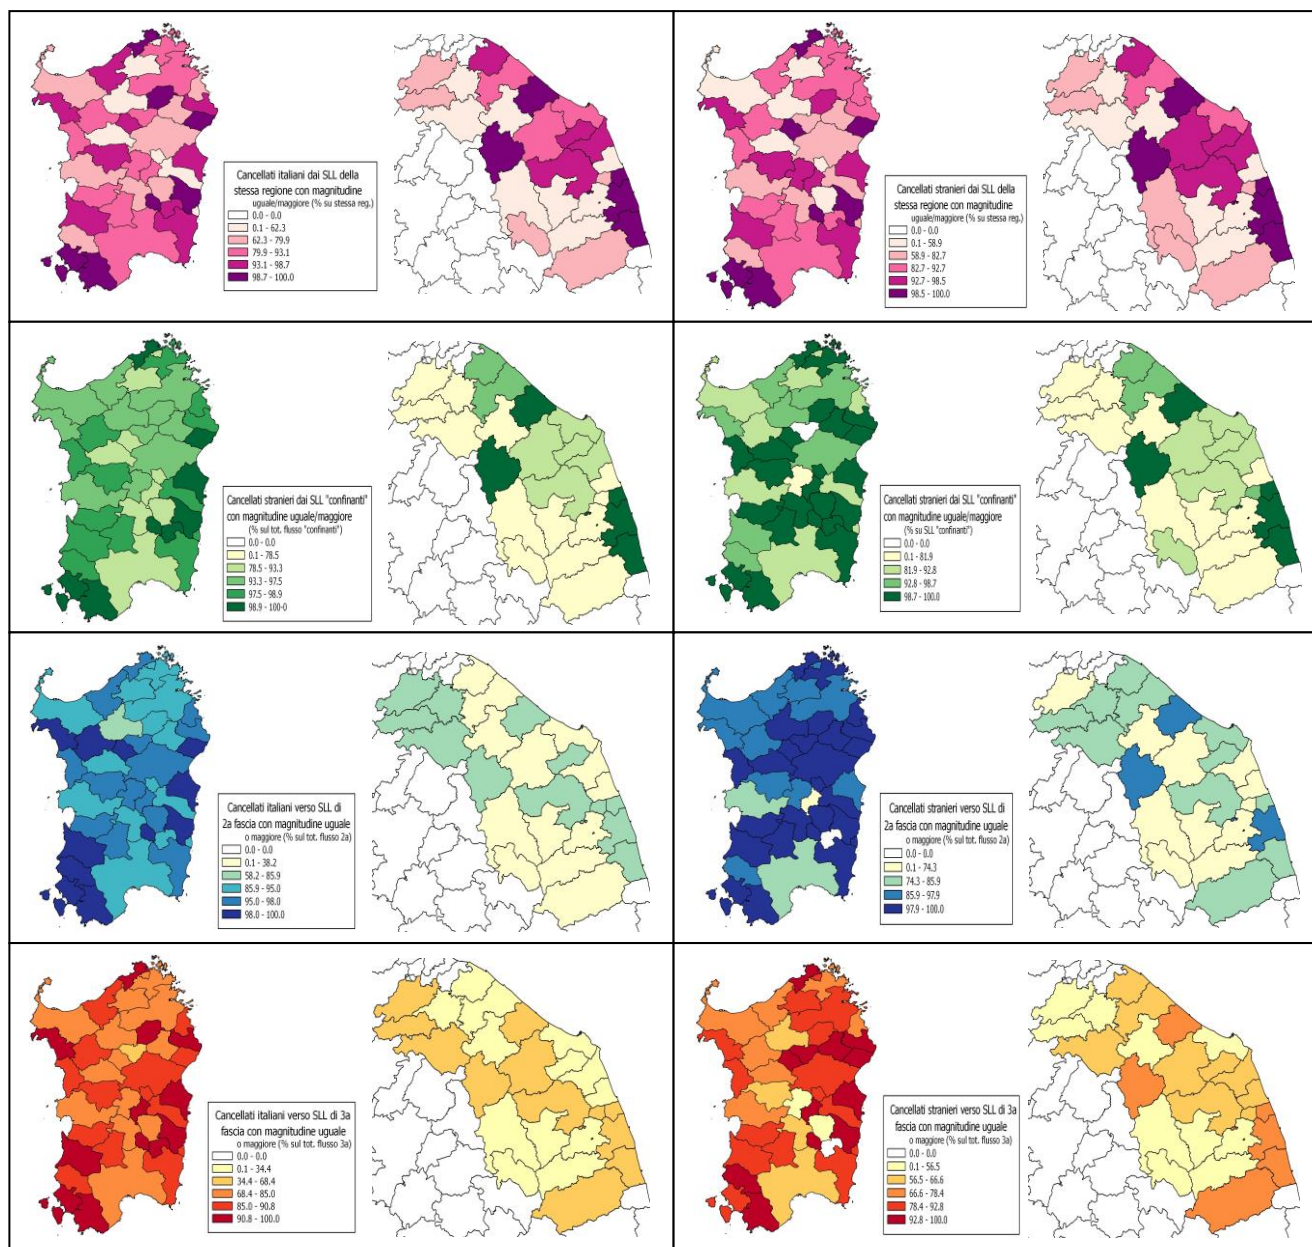 Cancellati italiani dai SLL della
stessa regione con magnitudine
uguale/maggiore (% su stessa reg.)
0.0 - 0.0
0.1 - 62.3
62.3 - 79.9
79.9 - 93.1
93.1 - 98.7
98.7 - 100.0
Cancellati stranieri dai SLL della
stessa regione con magnitudine
uguale/maggiore (% su stessa reg.)
0.0 - 0.0
0.1 - 58.9
58.9 - 82.7
82.7 - 92.7
92.7 - 98.5
98.5 - 100.0
Cancellati stranieri dai SLL "confinanti"
con magnitudine uguale/maggiore
(% sul tot. flusso "confinanti")
0.0 - 0.0
0.1 - 78.5
78.5 - 93.3
93.3 - 97.5
97.5 - 98.9
98.9 - 100-0
Cancellati stranieri dai SLL "confinanti"
con magnitudine uguale/maggiore
(% su SLL "confinanti")
0.0 - 0.0
0.1 - 81.9
81.9 - 92.8
92.8 - 98.7
98.7 - 100.0
Cancellati italiani verso SLL di
2a fascia con magnitudine uguale
o maggiore (% sul tot. flusso 2a)
0.0 - 0.0
0.1 - 38.2
58.2 - 85.9
85.9 - 95.0
95.0 - 98.0
98.0 - 100.0
Cancellati stranieri verso SLL di
2a fascia con magnitudine uguale
o maggiore (% sul tot. flusso 2a)
0.0 - 0.0
0.1 - 74.3
74.3 - 85.9
85.9 - 97.9
97.9 - 100.0
Cancellati italiani verso SLL di 3a
fascia con magnitudine uguale
o maggiore (% sul tot. flusso 3a)
0.0 - 0.0
0.1 - 34.4
34.4 - 68.4
68.4 - 85.0
85.0 - 90.8
90.8 - 100.0
Cancellati stranieri verso SLL di 3a
fascia con magnitudine uguale
o maggiore (% sul tot. flusso 3a)
0.0 - 0.0
0.1 - 56.5
56.5 - 66.6
66.6 - 78.4
78.4 - 92.8
92.8 - 100.0